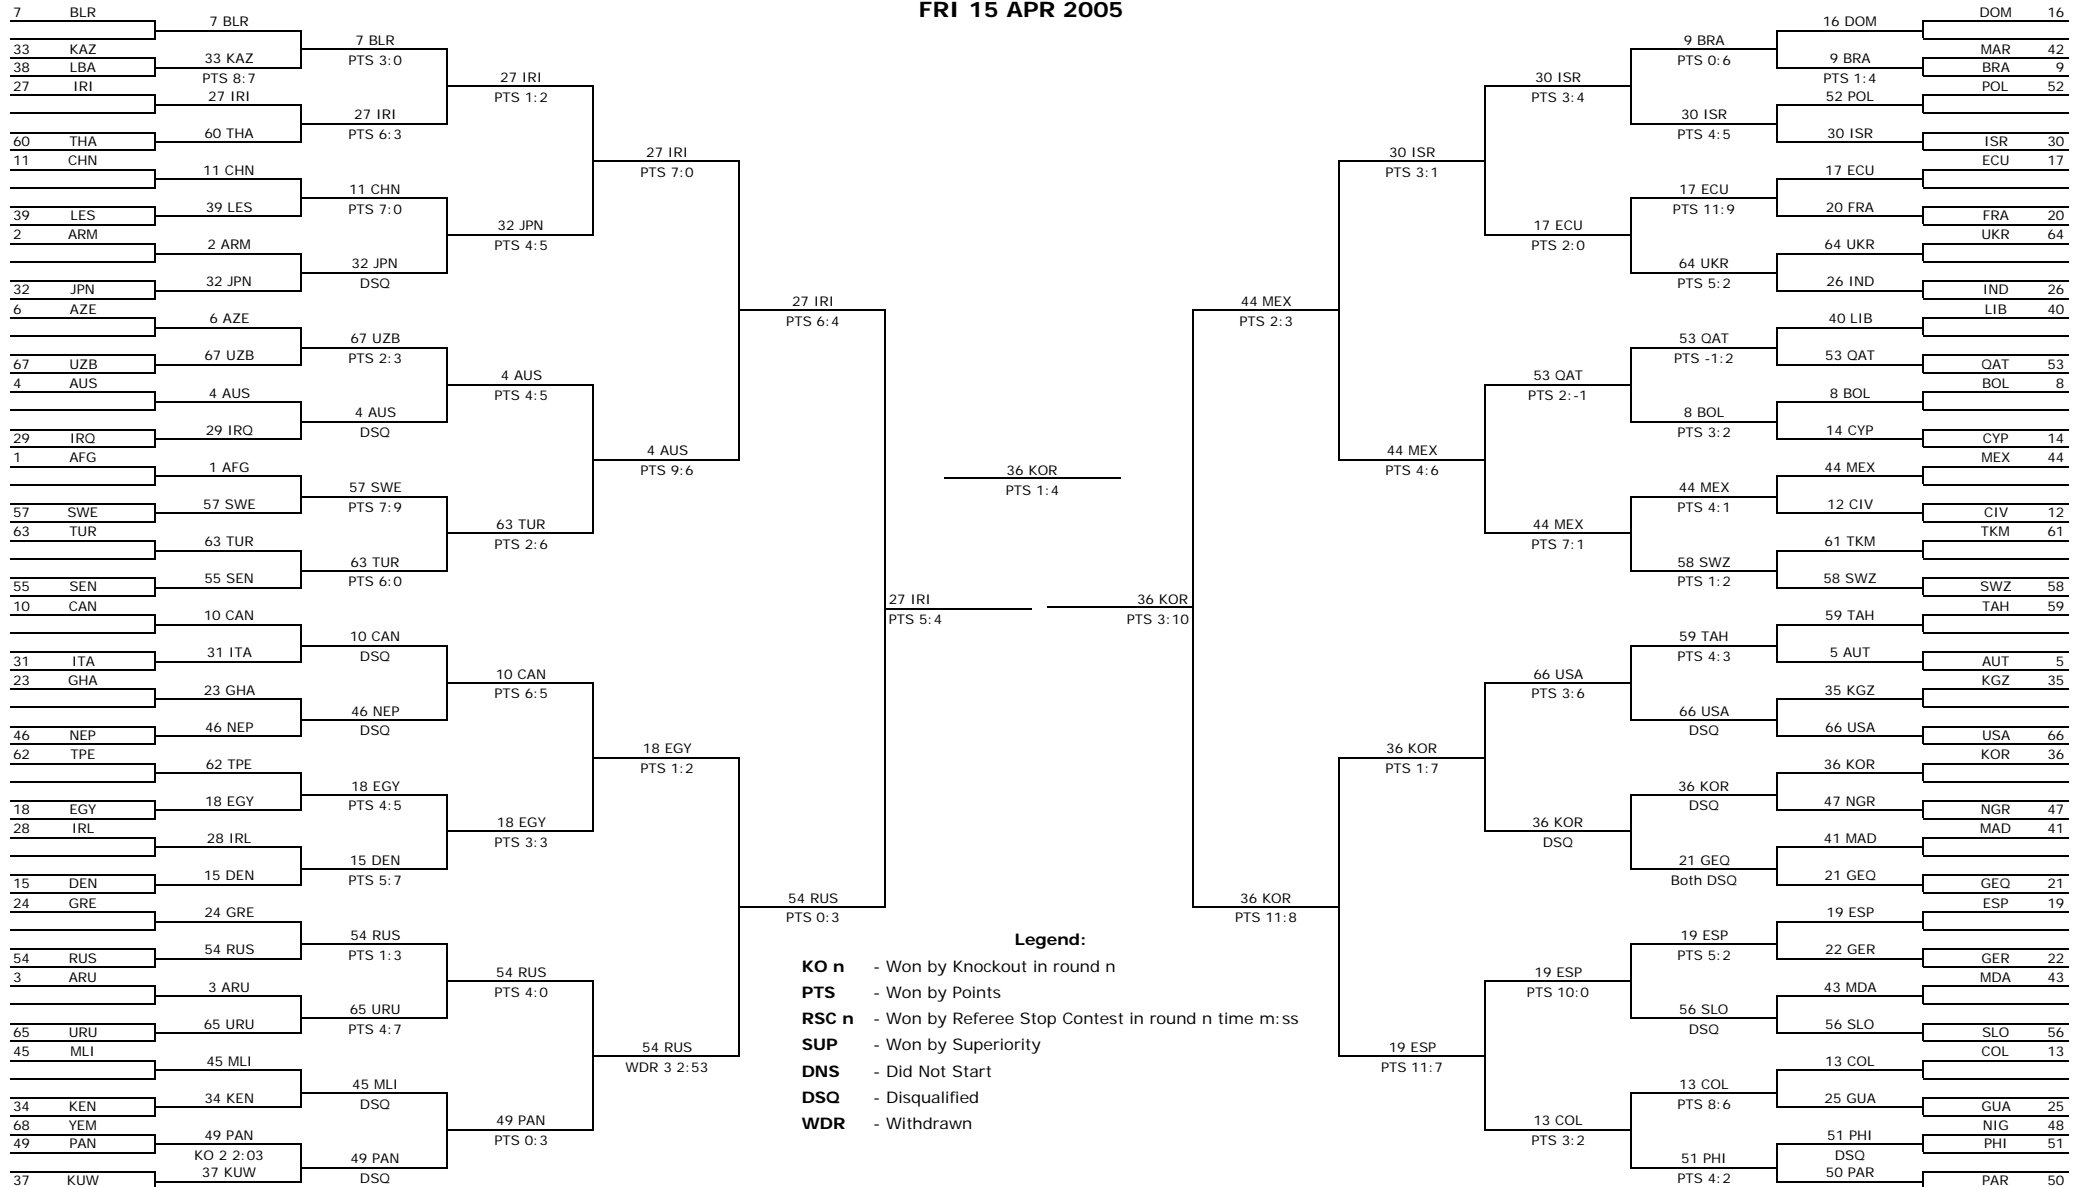 FRI 15 APR 2005
7 BLR
33 KAZ
38 LBA
27 IRI
60 THA
11 CHN
39 LES
2 ARM
32 JPN
6 AZE
67 UZB
4 AUS
29 IRQ
1 AFG
57 SWE
63 TUR
55 SEN
10 CAN
31 ITA
23 GHA
46 NEP
62 TPE
18 EGY
28 IRL
15 DEN
24 GRE
54 RUS
3 ARU
65 URU
45 MLI
34 KEN
68 YEM
49 PAN
37 KUW
7 BLR
33 KAZ
PTS 8:7
27 IRI
60 THA
11 CHN
39 LES
2 ARM
32 JPN
6 AZE
67 UZB
4 AUS
29 IRQ
1 AFG
57 SWE
63 TUR
55 SEN
10 CAN
31 ITA
23 GHA
46 NEP
62 TPE
18 EGY
28 IRL
15 DEN
24 GRE
54 RUS
3 ARU
65 URU
45 MLI
34 KEN
49 PAN
KO 2 2:03
37 KUW
7 BLR
PTS 3:0
27 IRI
PTS 6:3
11 CHN
PTS 7:0
32 JPN
DSQ
67 UZB
PTS 2:3
4 AUS
DSQ
57 SWE
PTS 7:9
63 TUR
PTS 6:0
10 CAN
DSQ
46 NEP
DSQ
18 EGY
PTS 4:5
15 DEN
PTS 5:7
54 RUS
PTS 1:3
65 URU
PTS 4:7
45 MLI
DSQ
49 PAN
DSQ
27 IRI
PTS 1:2
32 JPN
PTS 4:5
4 AUS
PTS 4:5
63 TUR
PTS 2:6
10 CAN
PTS 6:5
18 EGY
PTS 3:3
54 RUS
PTS 4:0
49 PAN
PTS 0:3
27 IRI
PTS 7:0
4 AUS
PTS 9:6
18 EGY
PTS 1:2
54 RUS
WDR 3 2:53
27 IRI
PTS 6:4
54 RUS
PTS 0:3
27 IRI
PTS 5:4
36 KOR
PTS 1:4
36 KOR
PTS 3:10
44 MEX
PTS 2:3
36 KOR
PTS 11:8
30 ISR
PTS 3:1
44 MEX
PTS 4:6
36 KOR
PTS 1:7
19 ESP
PTS 11:7
30 ISR
PTS 3:4
17 ECU
PTS 2:0
53 QAT
PTS 2:-1
44 MEX
PTS 7:1
66 USA
PTS 3:6
36 KOR
DSQ
19 ESP
PTS 10:0
13 COL
PTS 3:2
9 BRA
PTS 0:6
30 ISR
PTS 4:5
17 ECU
PTS 11:9
64 UKR
PTS 5:2
53 QAT
PTS -1:2
8 BOL
PTS 3:2
44 MEX
PTS 4:1
58 SWZ
PTS 1:2
59 TAH
PTS 4:3
66 USA
DSQ
36 KOR
DSQ
21 GEQ
Both DSQ
19 ESP
PTS 5:2
56 SLO
DSQ
13 COL
PTS 8:6
51 PHI
PTS 4:2
16 DOM
9 BRA
PTS 1:4
52 POL
30 ISR
17 ECU
20 FRA
64 UKR
26 IND
40 LIB
53 QAT
8 BOL
14 CYP
44 MEX
12 CIV
61 TKM
58 SWZ
59 TAH
5 AUT
35 KGZ
66 USA
36 KOR
47 NGR
41 MAD
21 GEQ
19 ESP
22 GER
43 MDA
56 SLO
13 COL
25 GUA
51 PHI
DSQ
50 PAR
DOM 16
MAR 42
BRA 9
POL 52
ISR 30
ECU 17
FRA 20
UKR 64
IND 26
LIB 40
QAT 53
BOL 8
CYP 14
MEX 44
CIV 12
TKM 61
SWZ 58
TAH 59
AUT 5
KGZ 35
USA 66
KOR 36
NGR 47
MAD 41
GEQ 21
ESP 19
GER 22
MDA 43
SLO 56
COL 13
GUA 25
NIG 48
PHI 51
PAR 50
Legend:
KO n - Won by Knockout in round n
PTS - Won by Points
RSC n - Won by Referee Stop Contest in round n time m:ss
SUP - Won by Superiority
DNS - Did Not Start
DSQ - Disqualified
WDR - Withdrawn